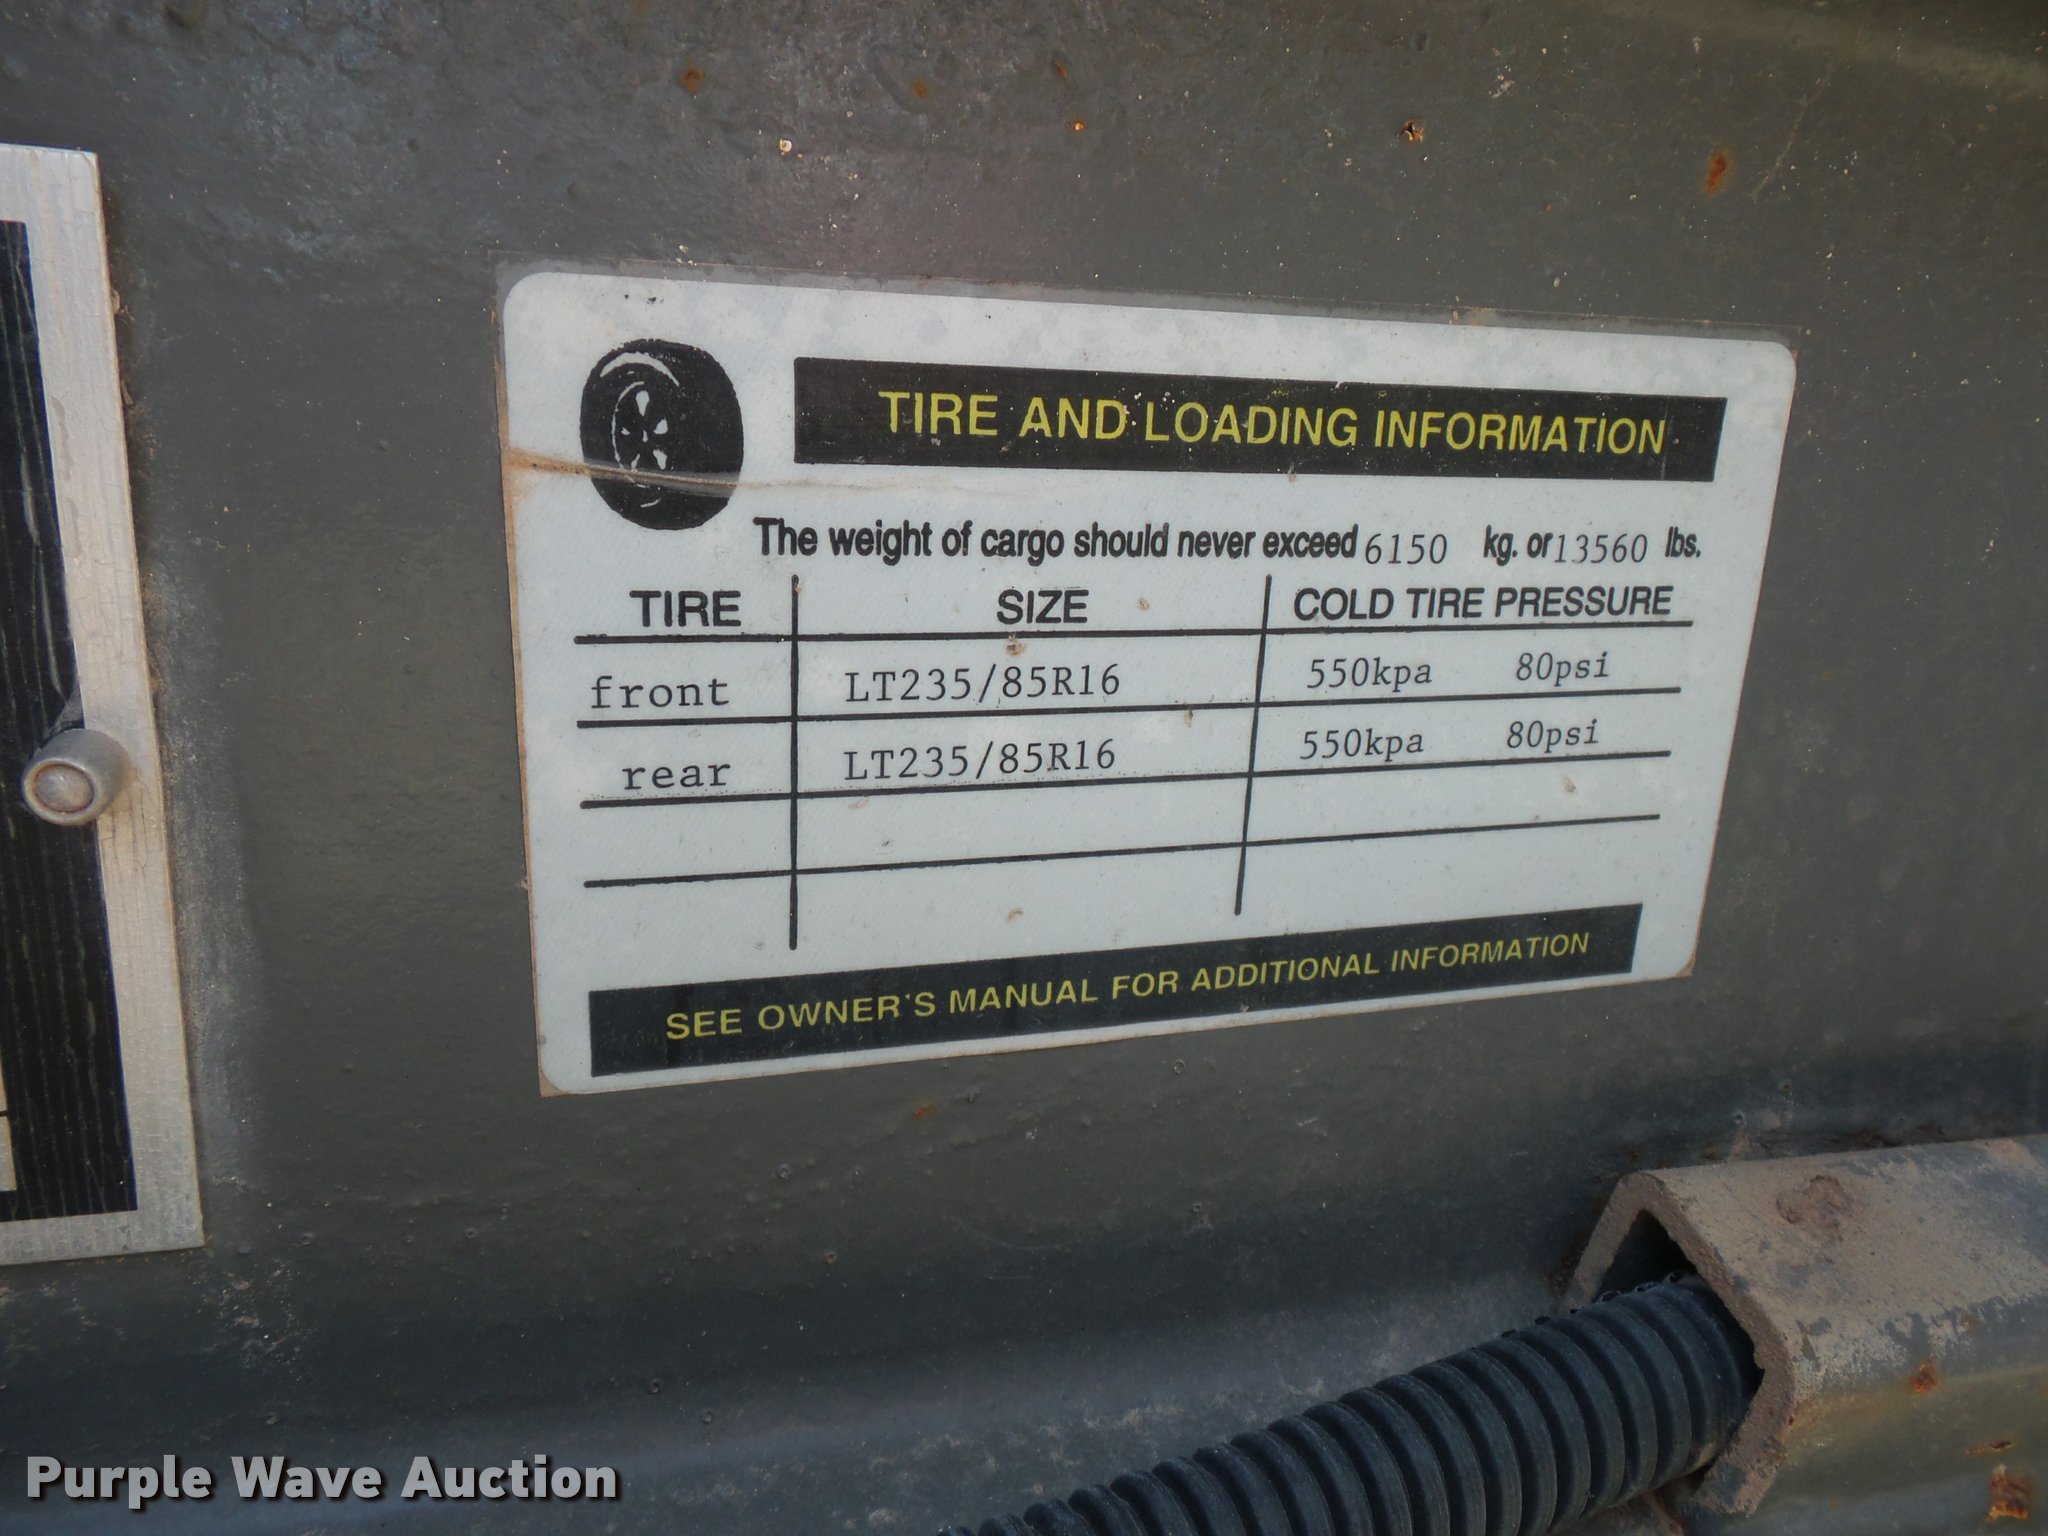 TIRE AND LOADING INFORMATION
The weight of cargo should never exceed 6150 kg. or 13560 lbs.
TIRE SIZE COLD TIRE PRESSURE
front LT235/85R16 550kpa 80psi
rear LT235/85R16 550kpa 80psi
SEE OWNER'S MANUAL FOR ADDITIONAL INFORMATION
Purple Wave Auction